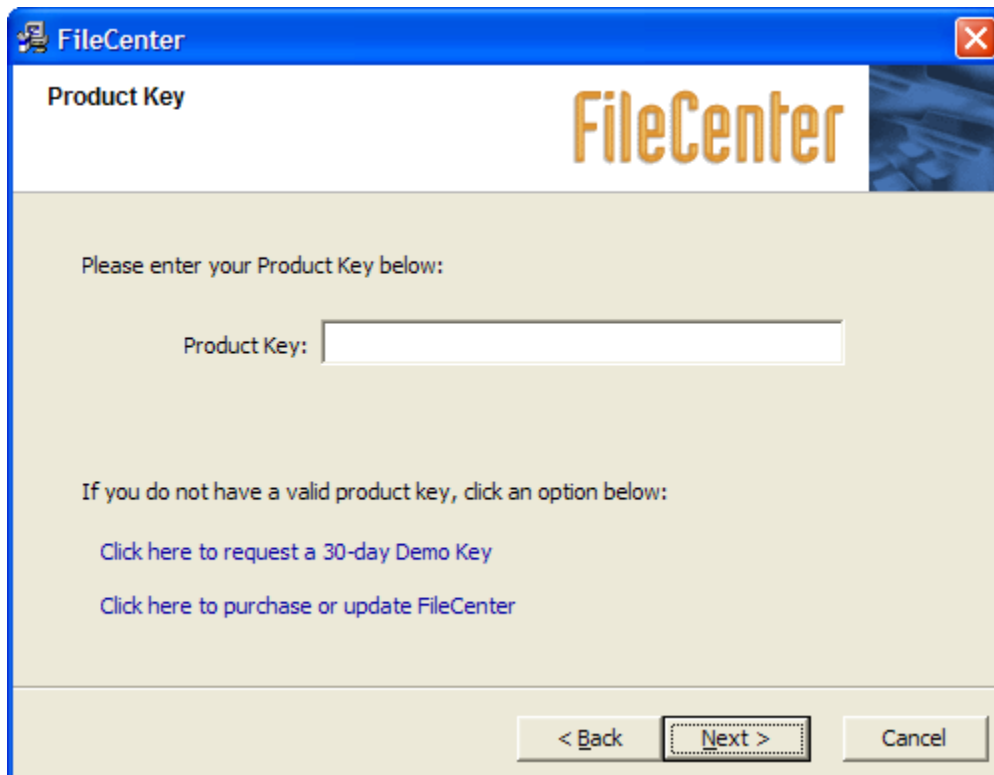 FileCenter
Product Key
FileCenter
Please enter your Product Key below:
Product Key:
If you do not have a valid product key, click an option below:
Click here to request a 30-day Demo Key
Click here to purchase or update FileCenter
< Back
Next >
Cancel